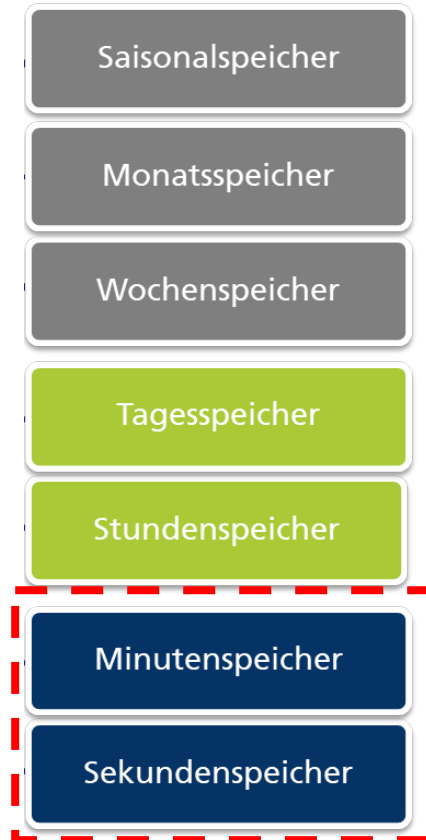 Saisonalspeicher
Monatsspeicher
Wochenspeicher
Tagesspeicher
Stundenspeicher
Minutenspeicher
Sekundenspeicher